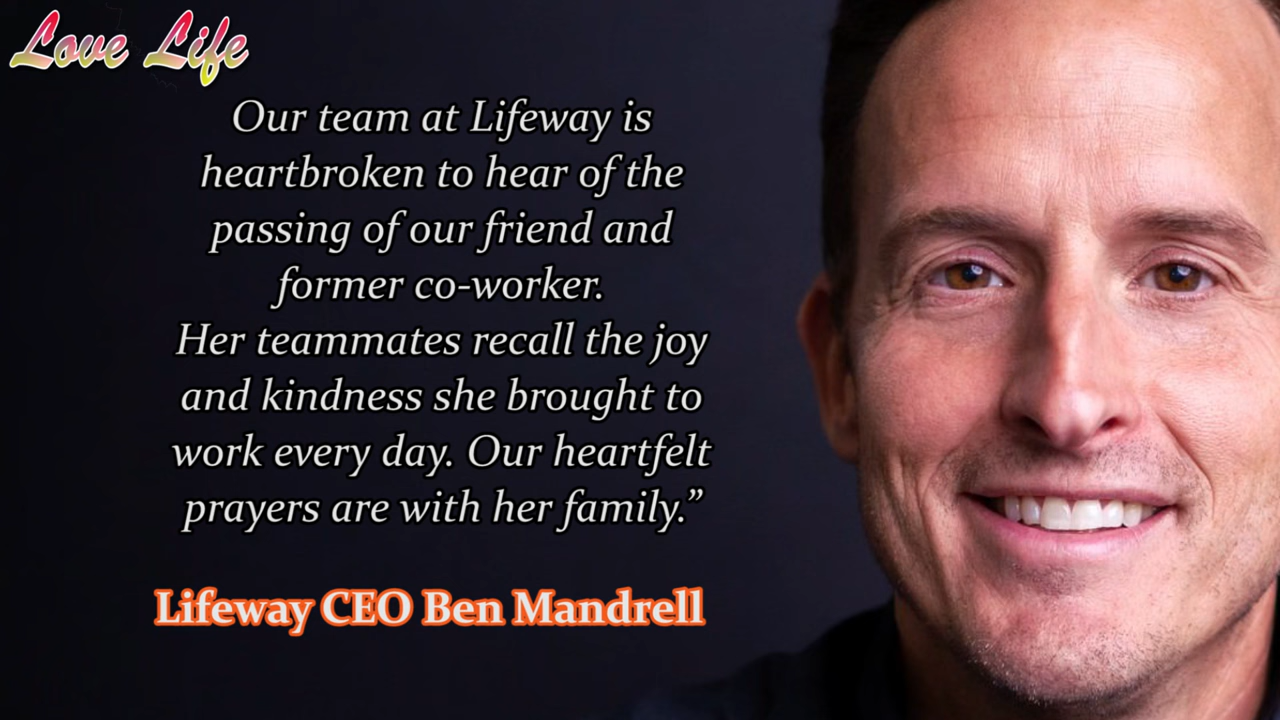 Love Life
Our team at Lifeway is
heartbroken to hear of the
passing of our friend and
former co-worker.
Her teammates recall the joy
and kindness she brought to
work every day. Our heartfelt
prayers are with her family.”
Lifeway CEO Ben Mandrell